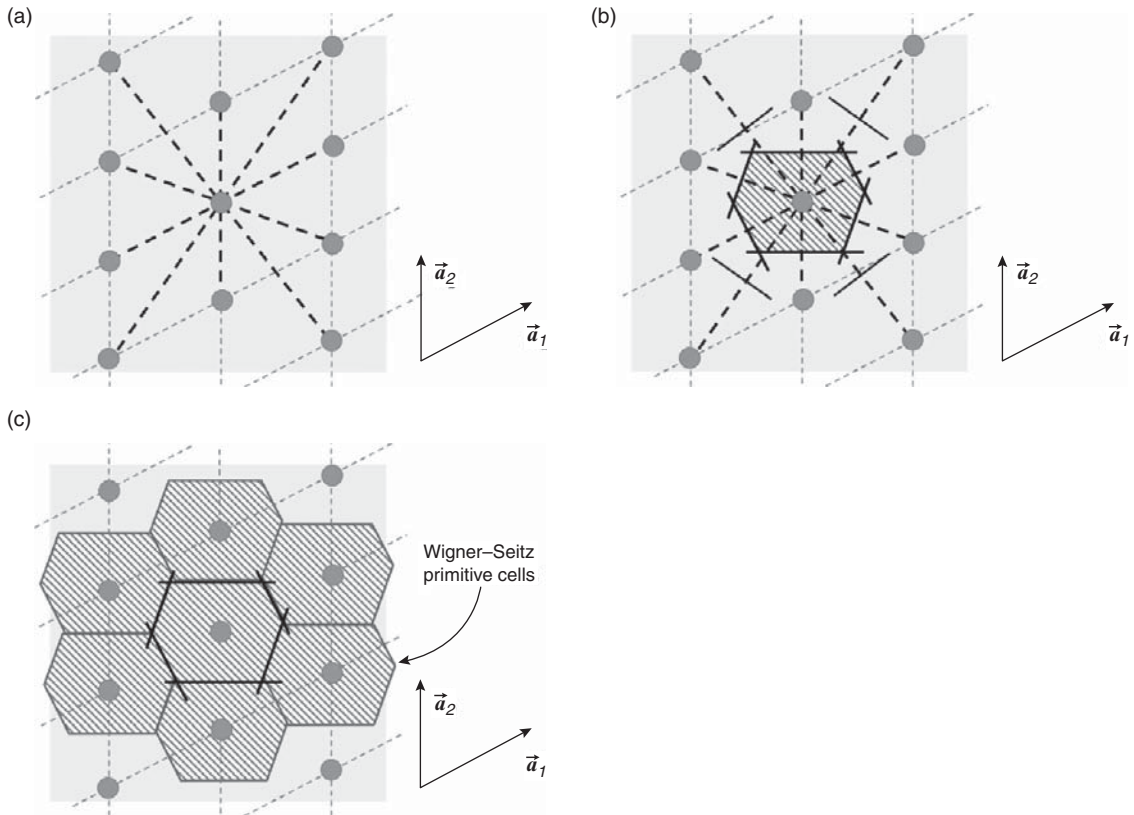 (a)
a⃗2
a⃗1
(b)
a⃗2
a⃗1
(c)
Wigner–Seitz
primitive cells
a⃗2
a⃗1